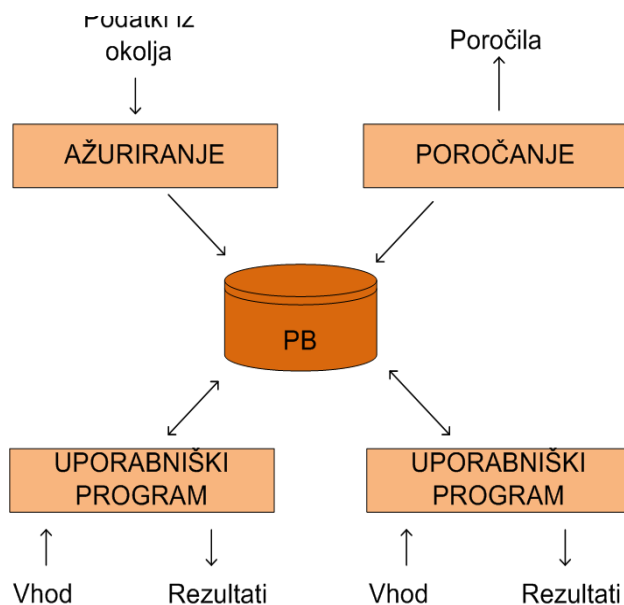 Podatki iz
okolja
Poročila
AŽURIRANJE
POROČANJE
PB
UPORABNIŠKI
PROGRAM
UPORABNIŠKI
PROGRAM
Vhod
Rezultati
Vhod
Rezultati